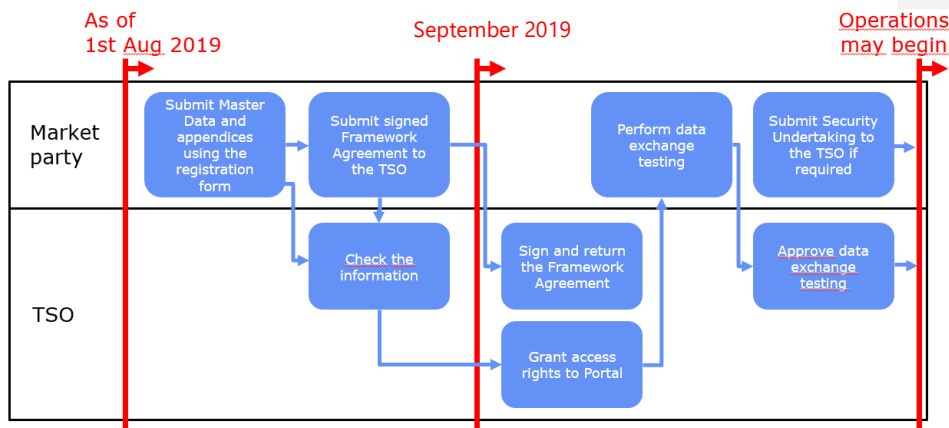 As of
1st Aug 2019
September 2019
Operations
may begin
Market
party
Submit Master
Data and
appendices
using the
registration
form
Submit signed
Framework
Agreement to
the TSO
Perform data
exchange
testing
Submit Security
Undertaking to
the TSO if
required
TSO
Check the
information
Sign and return
the Framework
Agreement
Approve data
exchange
testing
Grant access
rights to Portal